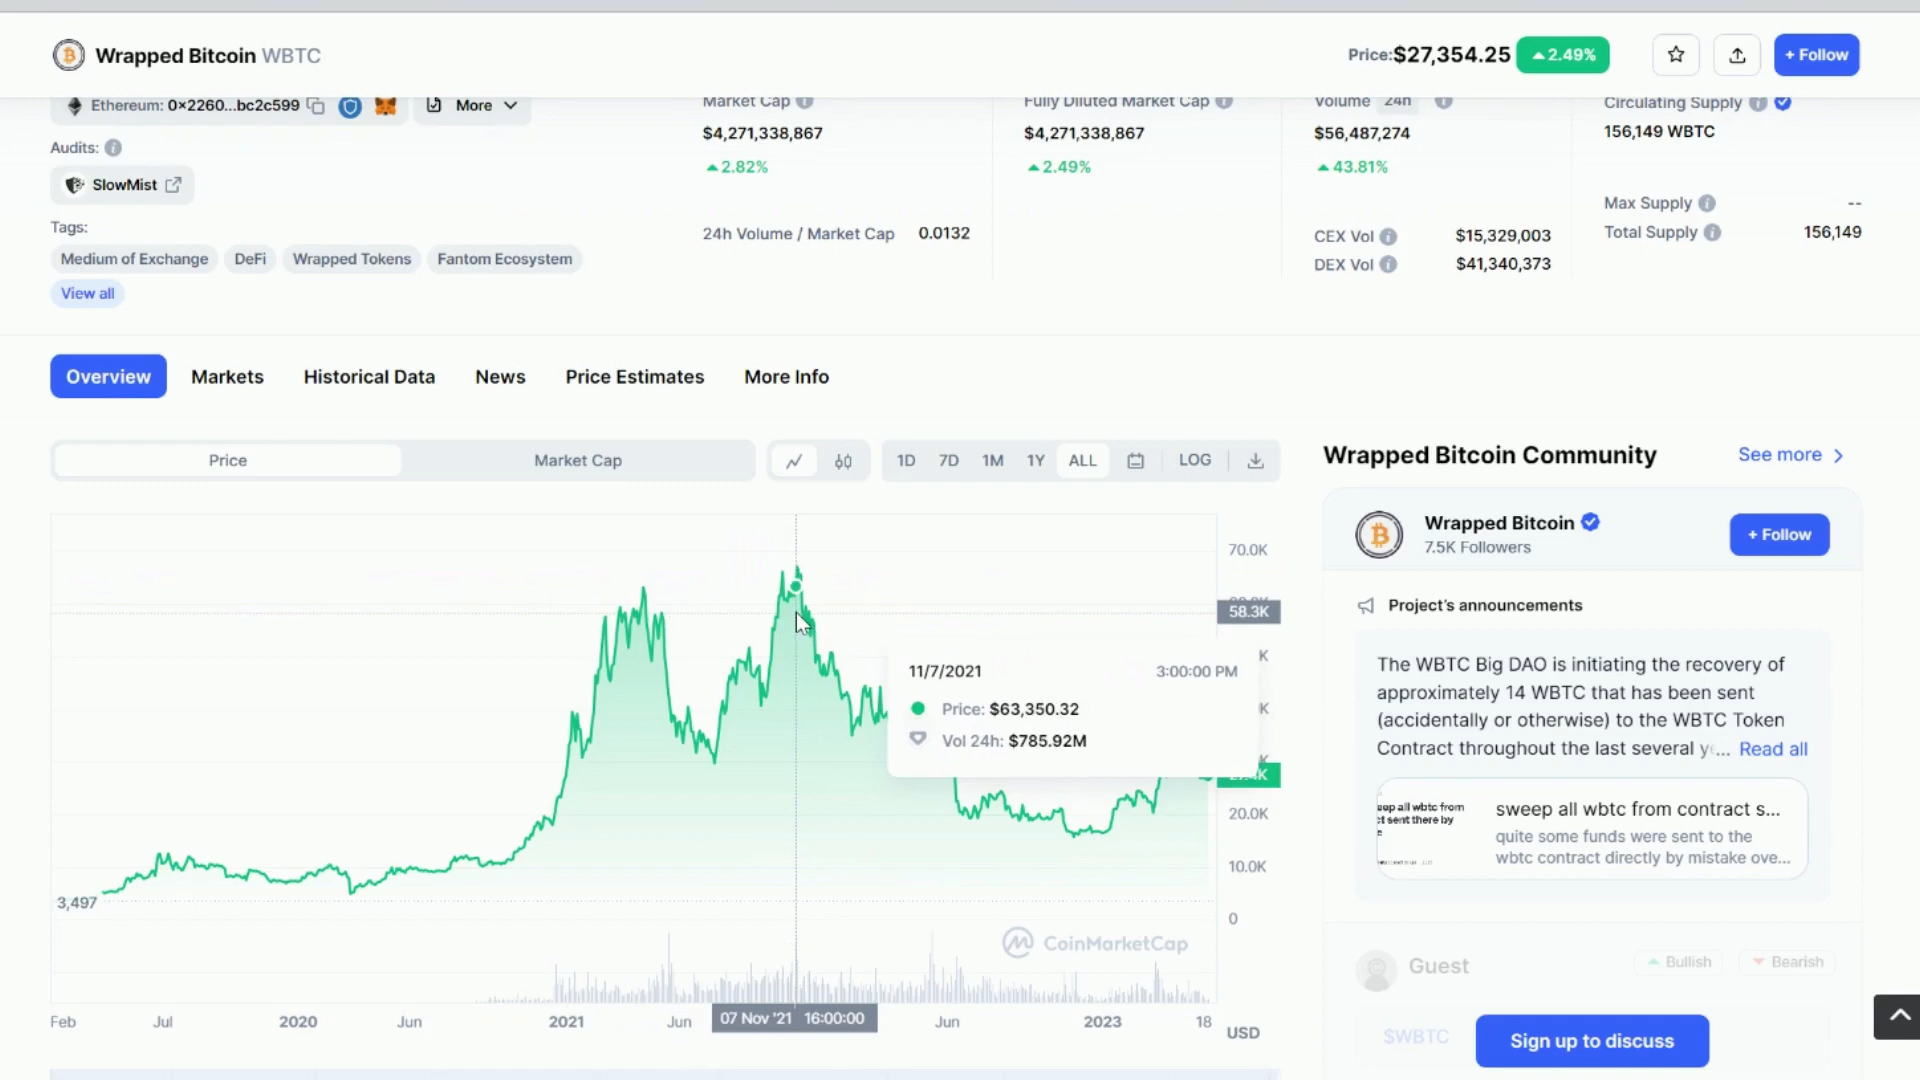 Wrapped Bitcoin WBTC
Price:$27,354.25 2.49%
+ Follow
Ethereum: 0x2260...bc2c599
More
Market Cap
Fully Diluted Market Cap
Volume 24h
Circulating Supply
$4,271,338,867
$4,271,338,867
$56,487,274
156,149 WBTC
2.82%
2.49%
43.81%
Audits:
SlowMist
Max Supply --
Total Supply 156,149
24h Volume / Market Cap 0.0132
CEX Vol $15,329,003
DEX Vol $41,340,373
Tags:
Medium of Exchange
DeFi
Wrapped Tokens
Fantom Ecosystem
View all
Overview
Markets
Historical Data
News
Price Estimates
More Info
Price
Market Cap
1D
7D
1M
1Y
ALL
LOG
70.0K
58.3K
K
K
20.0K
10.0K
0
3,497
11/7/2021 3:00:00 PM
Price: $63,350.32
Vol 24h: $785.92M
CoinMarketCap
Feb
Jul
2020
Jun
2021
Jun
07 Nov '21 16:00:00
Jun
2023
18
USD
Wrapped Bitcoin Community
See more
Wrapped Bitcoin
7.5K Followers
+ Follow
Project's announcements
The WBTC Big DAO is initiating the recovery of
approximately 14 WBTC that has been sent
(accidentally or otherwise) to the WBTC Token
Contract throughout the last several y... Read all
eep all wbtc from
ct sent there by
sweep all wbtc from contract s...
quite some funds were sent to the
wbtc contract directly by mistake ove...
Guest
Bullish
Bearish
$WBTC
Sign up to discuss